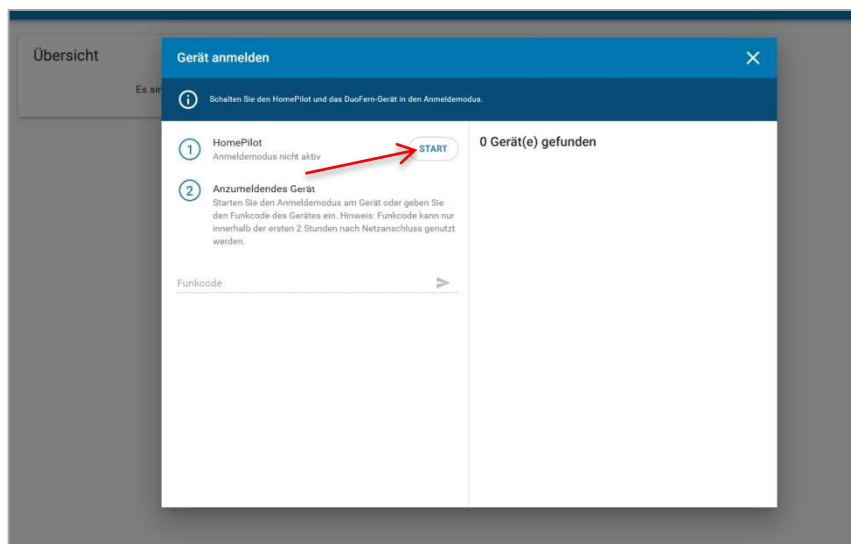 Übersicht
Es sin
Gerät anmelden
Schalten Sie den HomePilot und das DuoFern-Gerät in den Anmeldemodus.
1
HomePilot
Anmeldemodus nicht aktiv
START
2
Anzumeldendes Gerät
Starten Sie den Anmeldemodus am Gerät oder geben Sie
den Funkcode des Gerätes ein. Hinweis: Funkcode kann nur
innerhalb der ersten 2 Stunden nach Netzanschluss genutzt
werden.
Funkcode
0 Gerät(e) gefunden